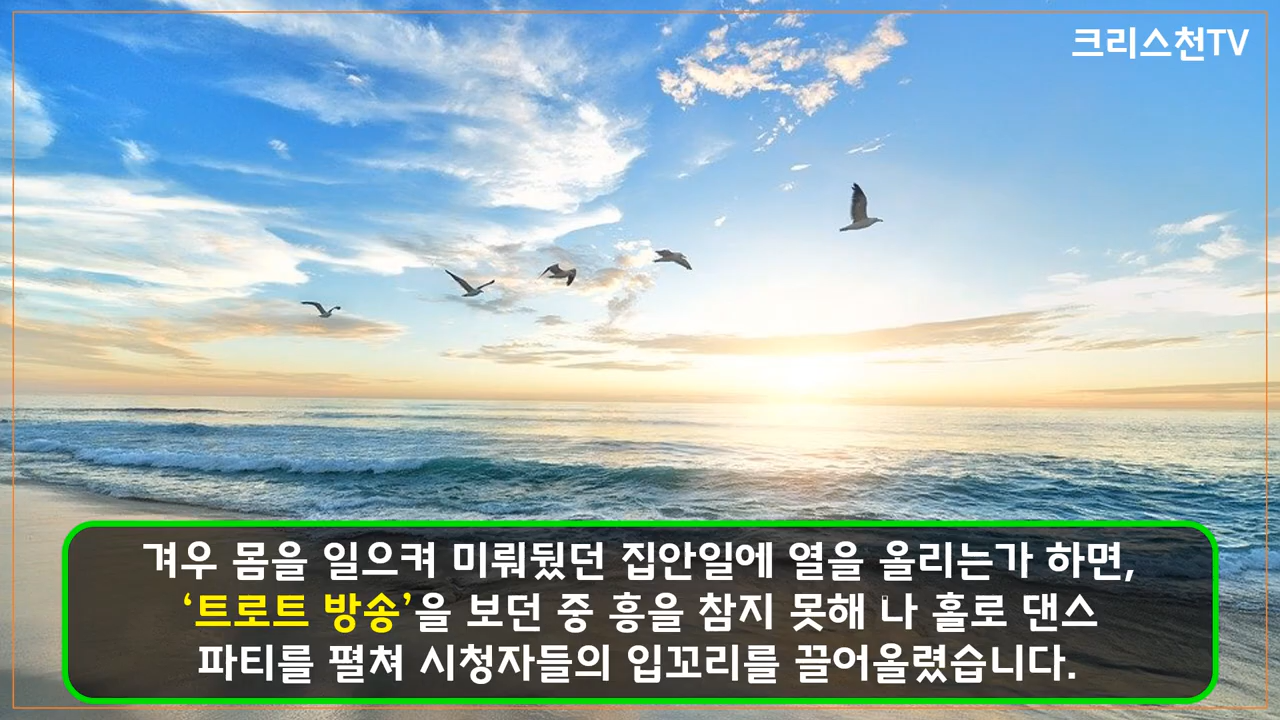 크리스천TV
겨우 몸을 일으켜 미뤄뒀던 집안일에 열을 올리는가 하면,
‘트로트 방송’을 보던 중 흥을 참지 못해 나 홀로 댄스
파티를 펼쳐 시청자들의 입꼬리를 끌어올렸습니다.